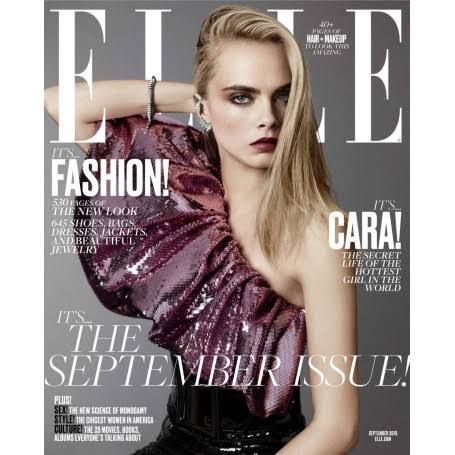 40+
PAGES OF
HAIR + MAKEUP
TO LOOK THIS
AMAZING
ELLE
IT'S...
FASHION!
530 PAGES OF
THE NEW LOOK
645 SHOES, BAGS,
DRESSES, JACKETS,
AND BEAUTIFUL
JEWELRY
IT'S...
CARA!
THE SECRET
LIFE OF THE
HOTTEST
GIRL IN THE
WORLD
IT'S...
THE
SEPTEMBER ISSUE!
PLUS!
SEX! THE NEW SCIENCE OF MONOGAMY
STYLE! THE CHICEST WOMEN IN AMERICA
CULTURE! THE 25 MOVIES, BOOKS,
ALBUMS EVERYONE'S TALKING ABOUT
SEPTEMBER 2016
ELLE.COM